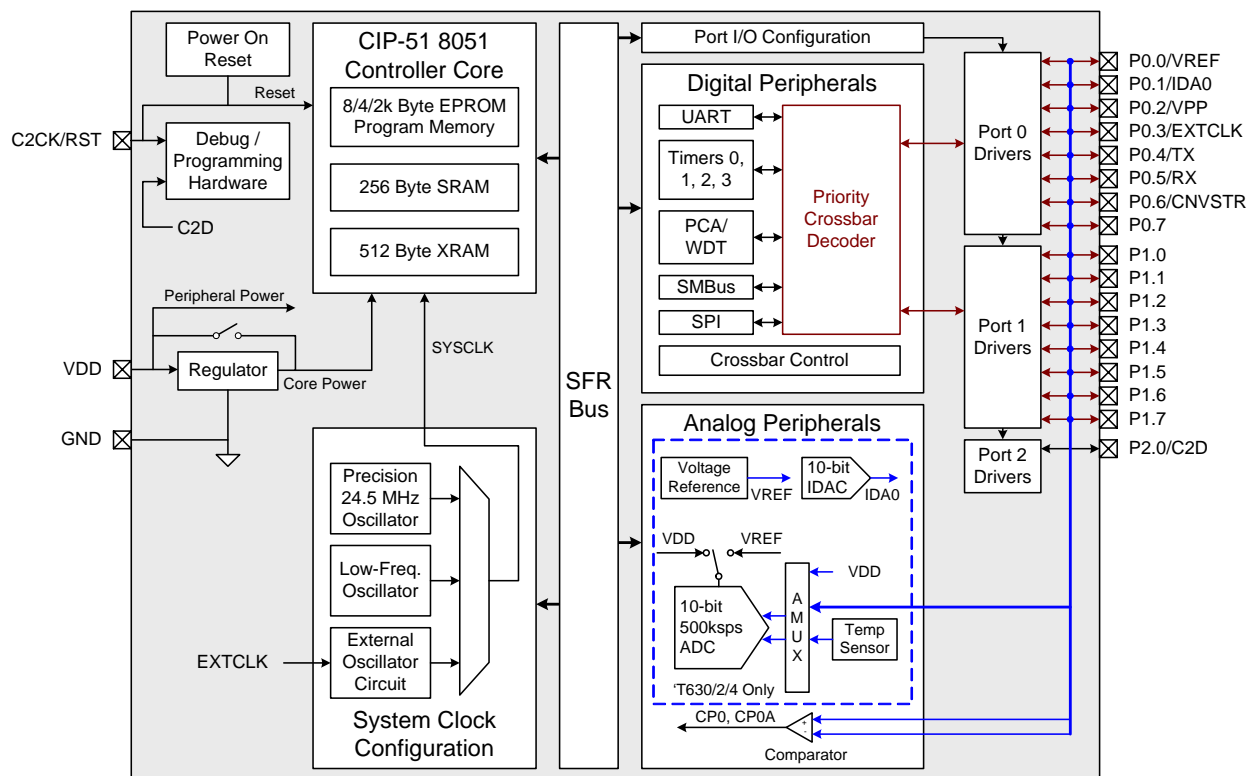 Power On
Reset
Reset
C2CK/RST
Debug /
Programming
Hardware
C2D
Peripheral Power
VDD
Regulator
Core Power
GND
CIP-51 8051
Controller Core
8/4/2k Byte EPROM
Program Memory
256 Byte SRAM
512 Byte XRAM
SYSCLK
Precision
24.5 MHz
Oscillator
Low-Freq.
Oscillator
EXTCLK
External
Oscillator
Circuit
System Clock
Configuration
SFR
Bus
Port I/O Configuration
Digital Peripherals
UART
Timers 0,
1, 2, 3
PCA/
WDT
SMBus
SPI
Priority
Crossbar
Decoder
Crossbar Control
Analog Peripherals
Voltage
Reference
VREF
10-bit
IDAC
IDA0
VDD
VREF
10-bit
500ksps
ADC
A
M
U
X
VDD
Temp
Sensor
‘T630/2/4 Only
CP0, CP0A
+
-
Comparator
Port 0
Drivers
Port 1
Drivers
Port 2
Drivers
P0.0/VREF
P0.1/IDA0
P0.2/VPP
P0.3/EXTCLK
P0.4/TX
P0.5/RX
P0.6/CNVSTR
P0.7
P1.0
P1.1
P1.2
P1.3
P1.4
P1.5
P1.6
P1.7
P2.0/C2D